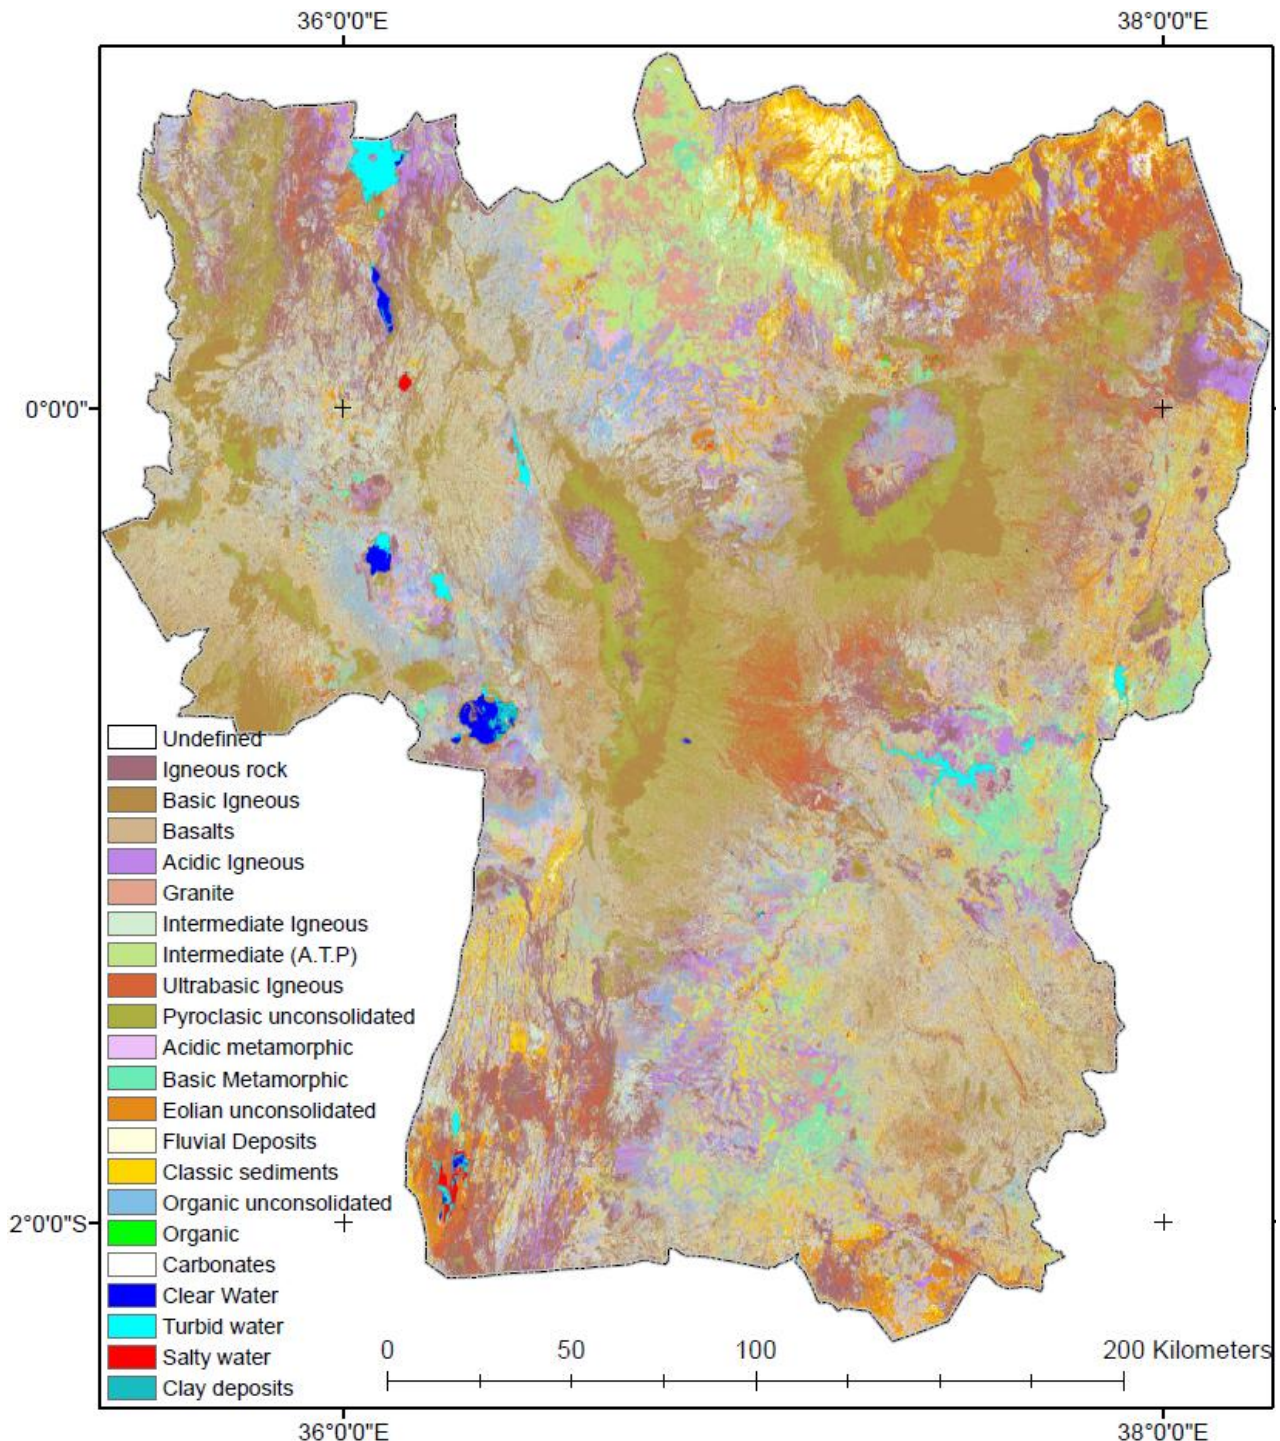 36°0'0"E 38°0'0"E
0°0'0"
Undefined
Igneous rock
Basic Igneous
Basalts
Acidic Igneous
Granite
Intermediate Igneous
Intermediate (A.T.P)
Ultrabasic Igneous
Pyroclasic unconsolidated
Acidic metamorphic
Basic Metamorphic
Eolian unconsolidated
Fluvial Deposits
Classic sediments
Organic unconsolidated
2°0'0"S
Organic
Carbonates
Clear Water
Turbid water
Salty water
Clay deposits
0 50 100 200 Kilometers
36°0'0"E 38°0'0"E